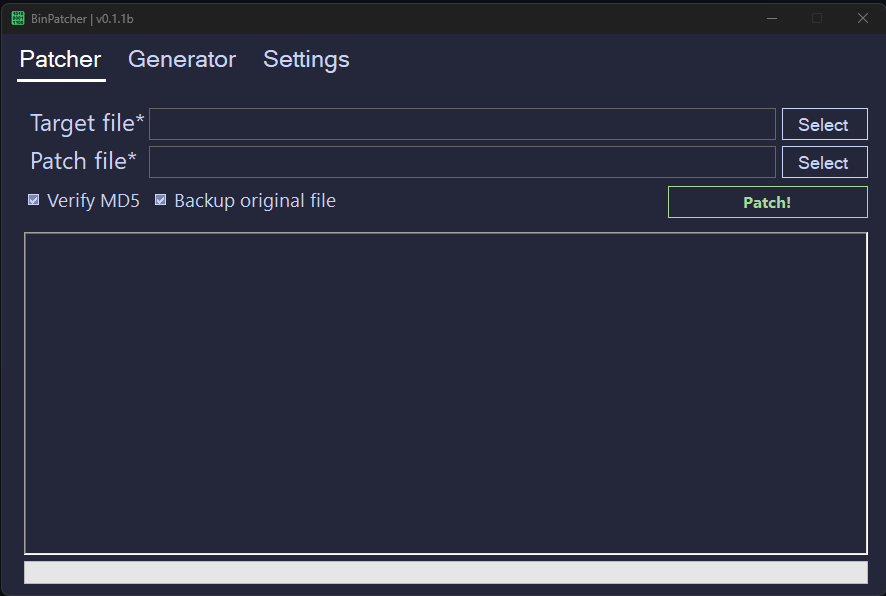 BinPatcher | v0.1.1b
Patcher Generator Settings
Target file* Select
Patch file* Select
Verify MD5 Backup original file Patch!